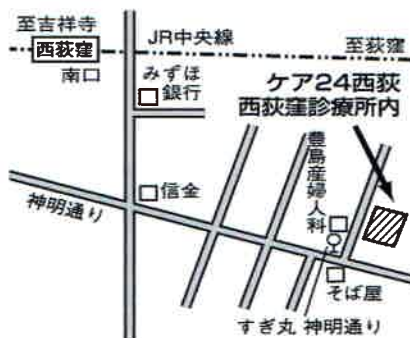 至吉祥寺
JR中央線
至荻窪
西荻窪
南口
みずほ
銀行
ケア24西荻
西荻窪診療所内
豊島産婦人科
信金
神明通り
そば屋
すぎ丸 神明通り